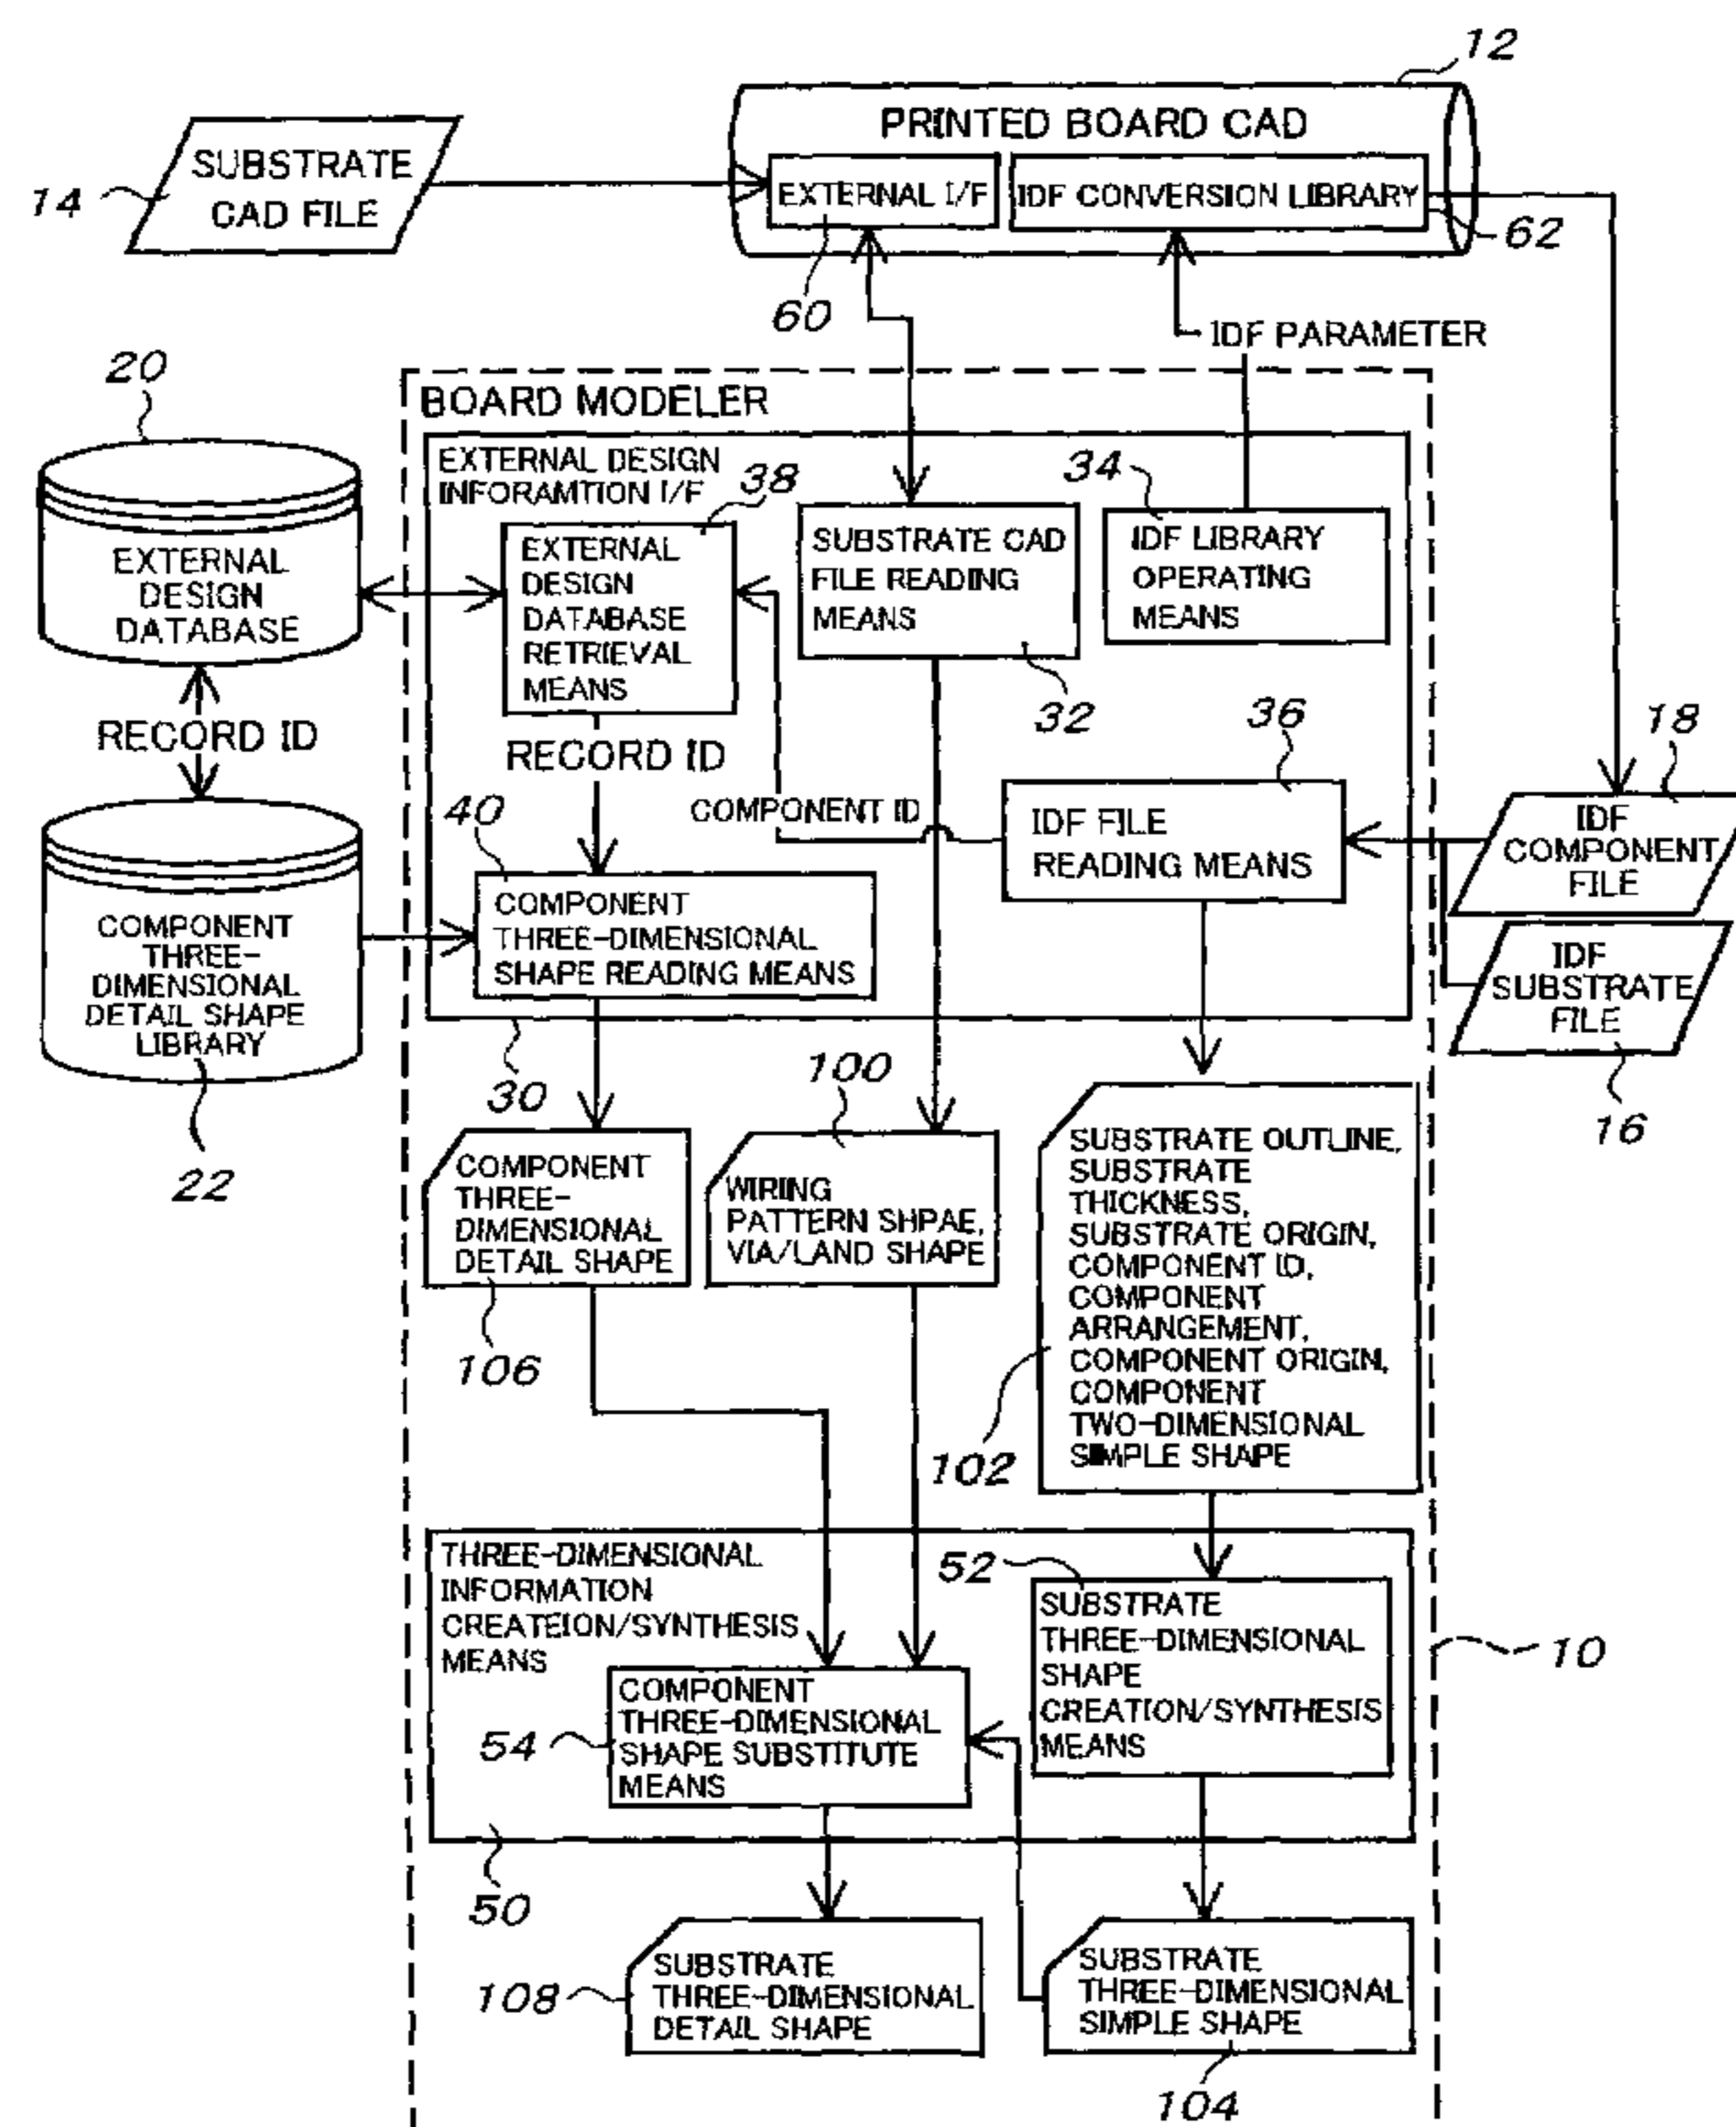 12
PRINTED BOARD CAD
SUBSTRATE
CAD FILE
14
EXTERNAL I/F
IDF CONVERSION LIBRARY
62
60
IDF PARAMETER
20
BOARD MODELER
EXTERNAL DESIGN
INFORAMTION I/F
38
34
EXTERNAL
DESIGN
DATABASE
EXTERNAL
DESIGN
DATABASE
RETRIEVAL
MEANS
SUBSTRATE CAD
FILE READING
MEANS
IDF LIBRARY
OPERATING
MEANS
32
36
18
RECORD ID
RECORD ID
40
COMPONENT ID
IDF FILE
READING MEANS
IDF
COMPONENT
FILE
COMPONENT
THREE-DIMENSIONAL
SHAPE READING MEANS
COMPONENT
THREE-
DIMENSIONAL
DETAIL SHAPE
LIBRARY
IDF
SUBSTRATE
FILE
22
30
100
16
COMPONENT
THREE-
DIMENSIONAL
DETAIL SHAPE
WIRING
PATTERN SHPAE,
VIA/LAND SHAPE
SUBSTRATE OUTLINE,
SUBSTRATE
THICKNESS,
SUBSTRATE ORIGIN,
COMPONENT ID,
COMPONENT
ARRANGEMENT,
COMPONENT ORIGIN,
COMPONENT
TWO-DIMENSIONAL
SIMPLE SHAPE
106
102
THREE-DIMENSIONAL
INFORMATION
CREATEION/SYNTHESIS
MEANS
52
SUBSTRATE
THREE-DIMENSIONAL
SHAPE
CREATION/SYNTHESIS
MEANS
10
54
COMPONENT
THREE-DIMENSIONAL
SHAPE SUBSTITUTE
MEANS
50
108
SUBSTRATE
THREE-DIMENSIONAL
DETAIL SHAPE
SUBSTRATE
THREE-DIMENSIONAL
SIMPLE SHAPE
104